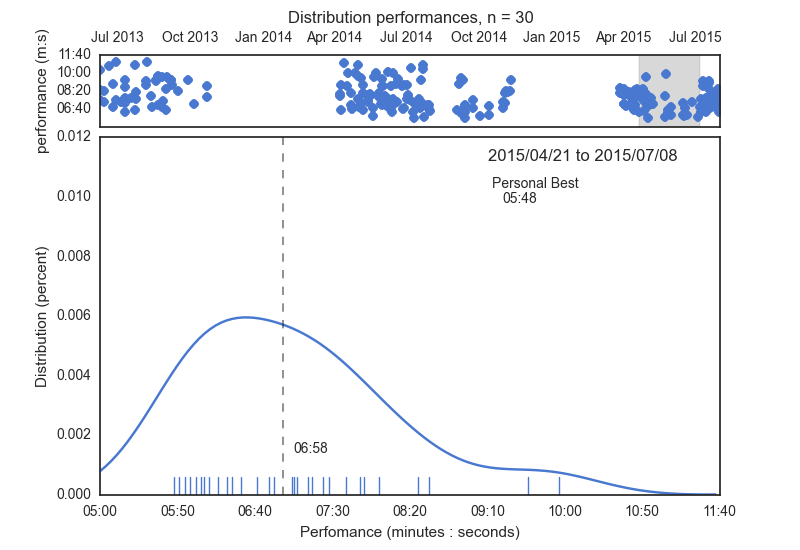 Distribution performances, n = 30
Jul 2013 Oct 2013 Jan 2014 Apr 2014 Jul 2014 Oct 2014 Jan 2015 Apr 2015 Jul 2015
performance (m:s)
11:40
10:00
08:20
06:40
Distribution (percent)
0.012
0.010
0.008
0.006
0.004
0.002
0.000
2015/04/21 to 2015/07/08
Personal Best
05:48
06:58
05:00 05:50 06:40 07:30 08:20 09:10 10:00 10:50 11:40
Perfomance (minutes : seconds)